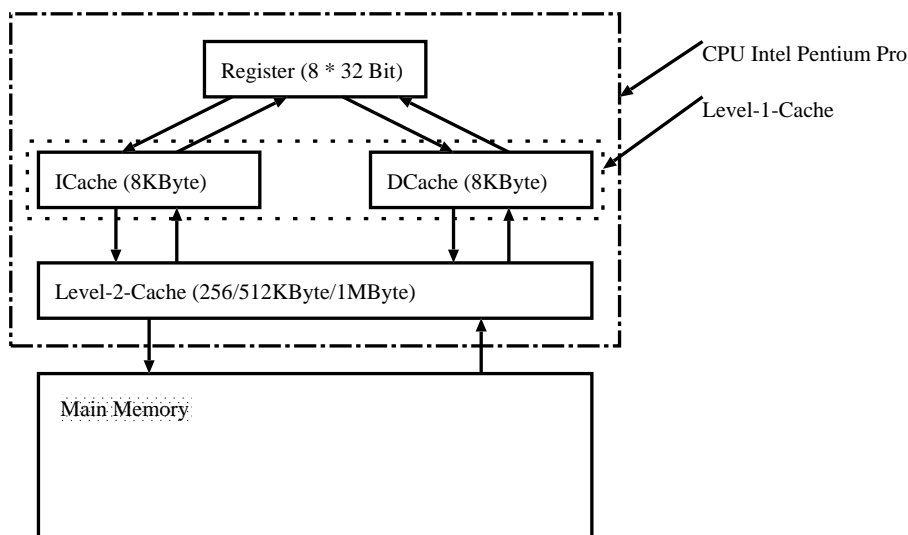 CPU Intel Pentium Pro
Register (8 * 32 Bit)
Level-1-Cache
ICache (8KByte)
DCache (8KByte)
Level-2-Cache (256/512KByte/1MByte)
Main Memory